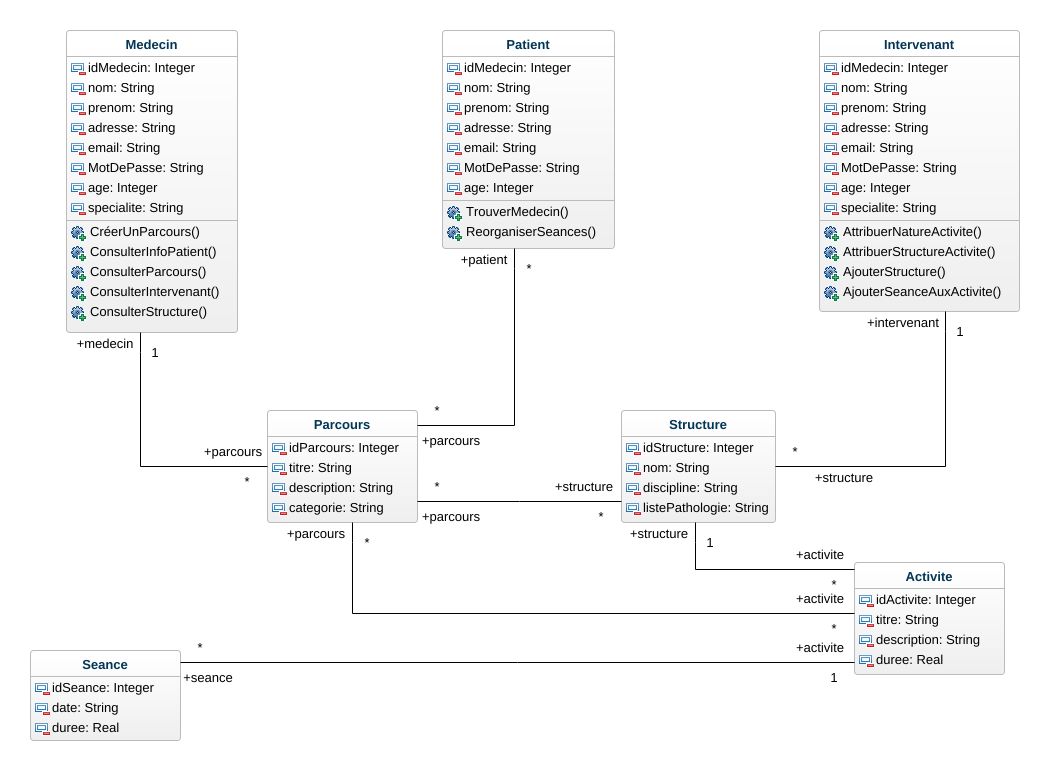 Medecin
idMedecin: Integer
nom: String
prenom: String
adresse: String
email: String
MotDePasse: String
age: Integer
specialite: String
CréerUnParcours()
ConsulterInfoPatient()
ConsulterParcours()
ConsulterIntervenant()
ConsulterStructure()
+medecin
1
Patient
idMedecin: Integer
nom: String
prenom: String
adresse: String
email: String
MotDePasse: String
age: Integer
TrouverMedecin()
ReorganiserSeances()
+patient
*
Intervenant
idMedecin: Integer
nom: String
prenom: String
adresse: String
email: String
MotDePasse: String
age: Integer
specialite: String
AttribuerNatureActivite()
AttribuerStructureActivite()
AjouterStructure()
AjouterSeanceAuxActivite()
+intervenant
1
+parcours
*
Parcours
idParcours: Integer
titre: String
description: String
categorie: String
*
+parcours
*
+parcours
+parcours
*
+structure
*
Structure
idStructure: Integer
nom: String
discipline: String
listePathologie: String
*
+structure
+structure
1
+activite
*
+activite
*
+activite
1
Activite
idActivite: Integer
titre: String
description: String
duree: Real
*
+seance
Seance
idSeance: Integer
date: String
duree: Real